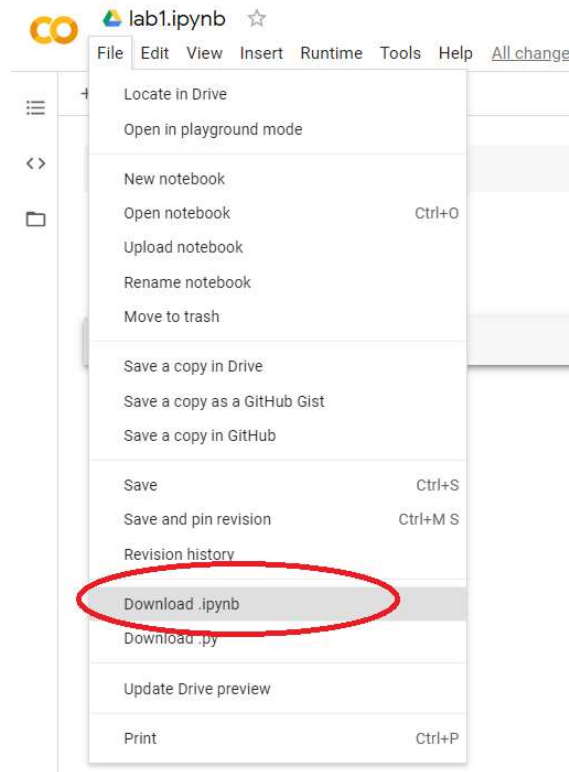 lab1.ipynb
File Edit View Insert Runtime Tools Help All change
Locate in Drive
Open in playground mode
New notebook
Open notebook Ctrl+O
Upload notebook
Rename notebook
Move to trash
Save a copy in Drive
Save a copy as a GitHub Gist
Save a copy in GitHub
Save Ctrl+S
Save and pin revision Ctrl+M S
Revision history
Download .ipynb
Download .py
Update Drive preview
Print Ctrl+P